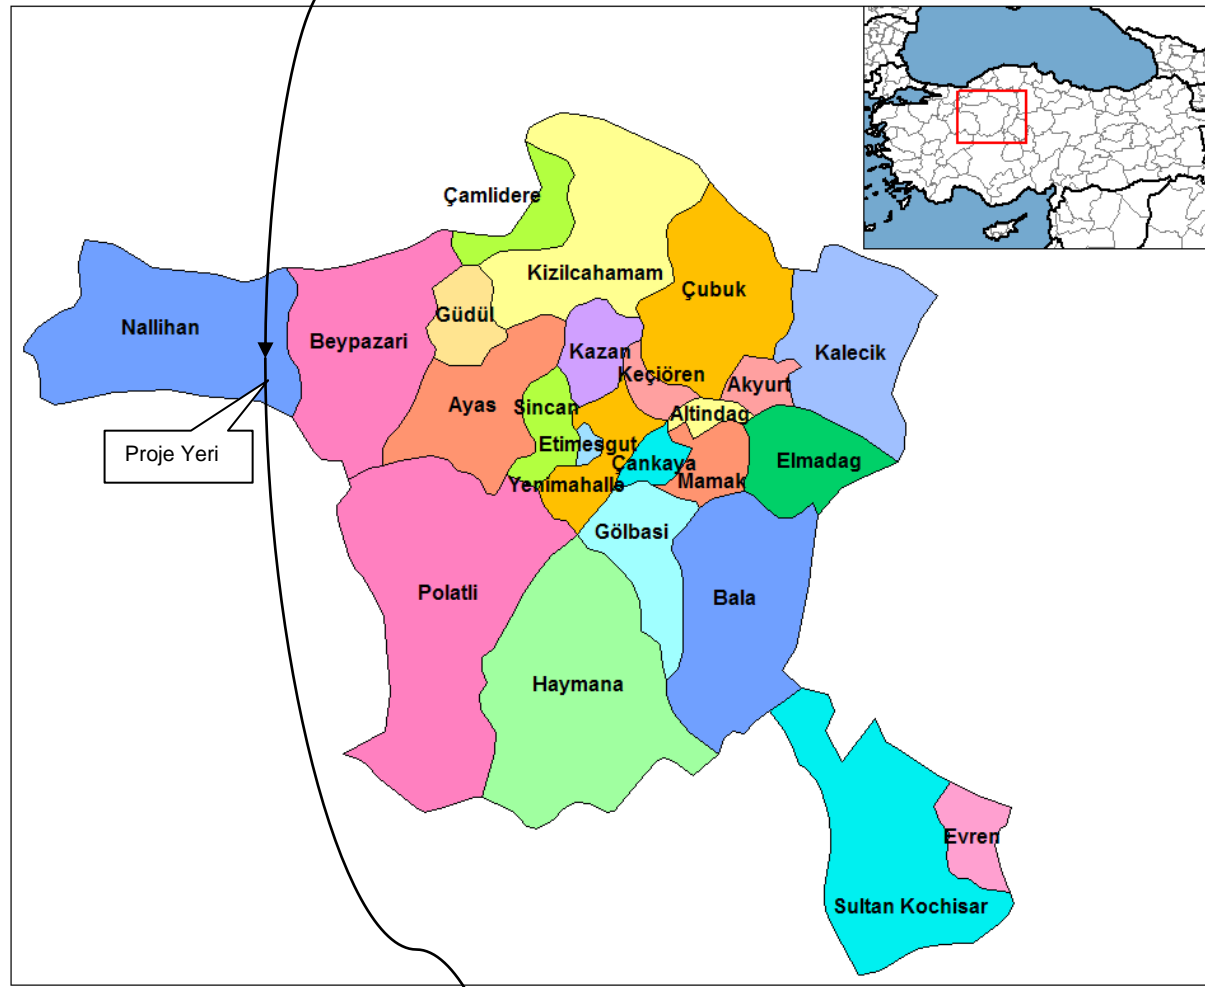 Çamlidere
Kizilcahamam
Çubuk
Güdül
Nallihan
Beypazari
Kazan
Kalecik
Keçiören
Akyurt
Ayas
Sincan
Altindag
Etimesgut
Proje Yeri
Çankaya
Elmadag
Mamak
Yenimahalle
Gölbasi
Polatli
Bala
Haymana
Evren
Sultan Kochisar